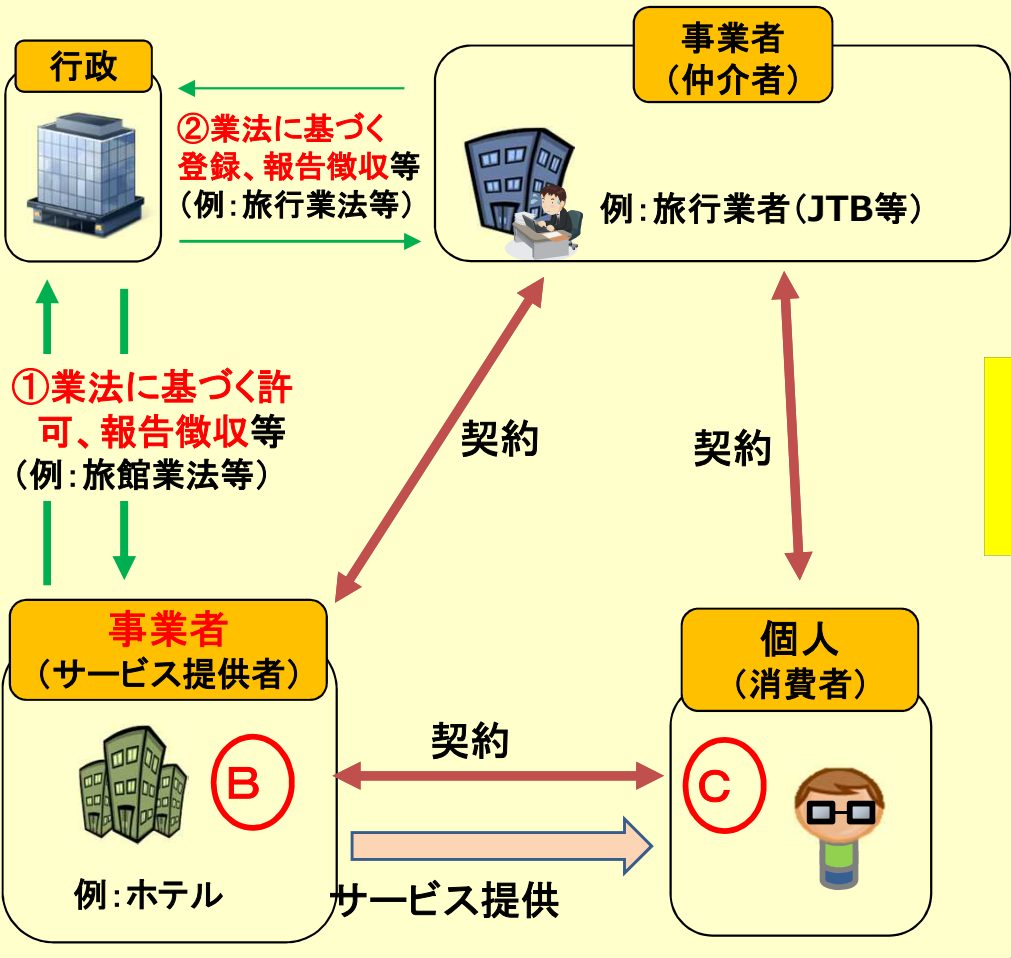 行政
事業者
（仲介者）
②業法に基づく
登録、報告徴収等
（例：旅行業法等）
例：旅行業者（JTB等）
①業法に基づく許
可、報告徴収等
（例：旅館業法等）
契約
契約
事業者
（サービス提供者）
個人
（消費者）
契約
B
C
例：ホテル
サービス提供